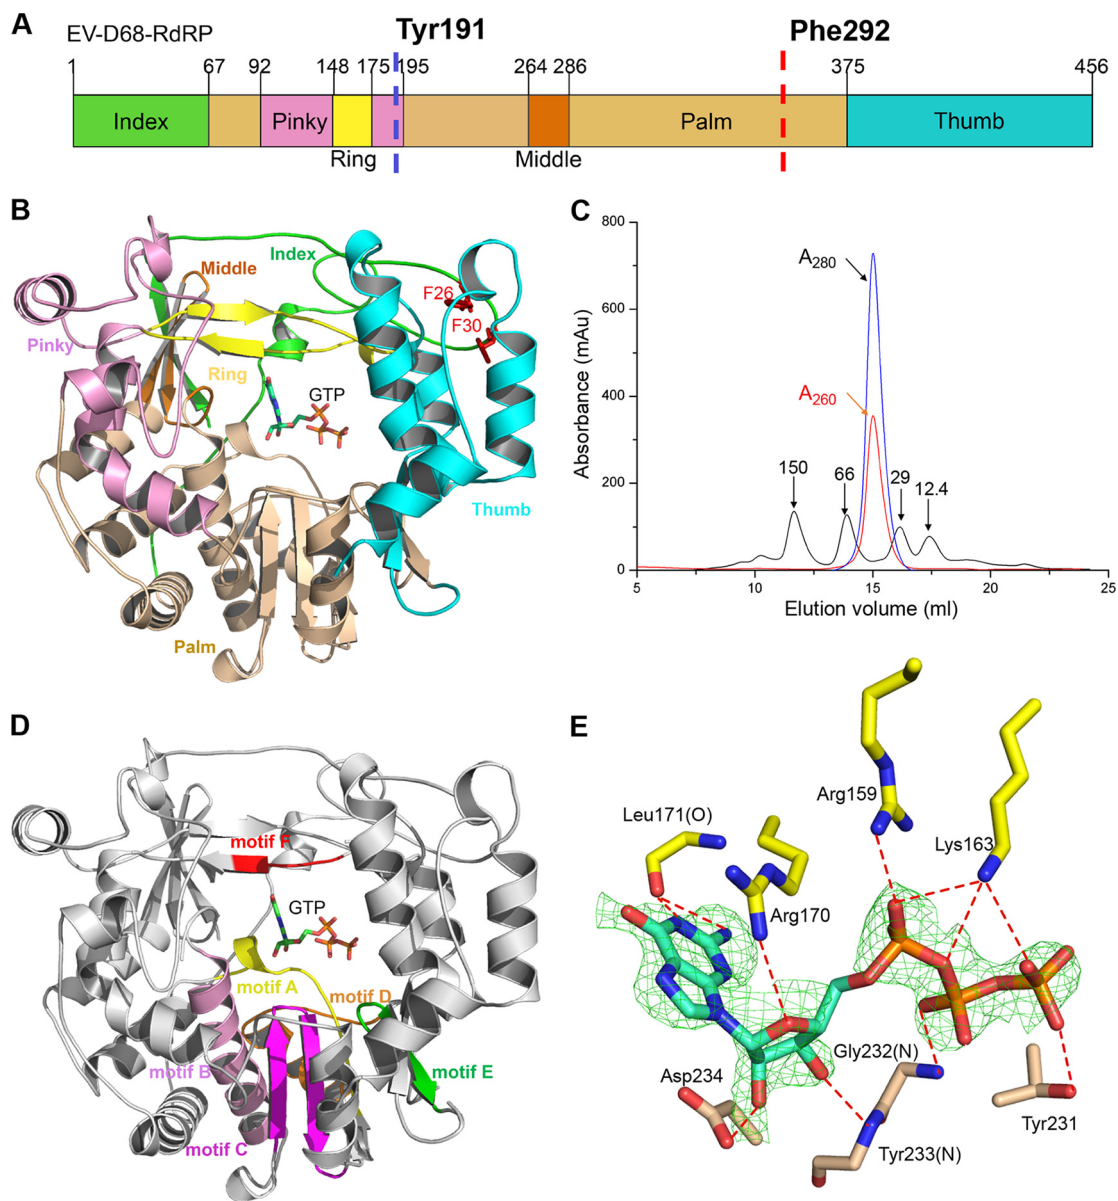 A
EV-D68-RdRP
Tyr191
Phe292
1 67 92 148 175 195 264 286 375 456
Index Pinky Palm Thumb
Ring Middle
B
Index
Middle
F26
F30
Pinky
Ring
GTP
Thumb
Palm
C
800
600
400
200
0
Absorbance (mAu)
A280
A260
150 66 29 12.4
5 10 15 20 25
Elution volume (ml)
D
motif F
GTP
motif A
motif D
motif B
motif E
motif C
E
Arg159
Leu171(O)
Lys163
Arg170
Gly232(N)
Asp234
Tyr231
Tyr233(N)